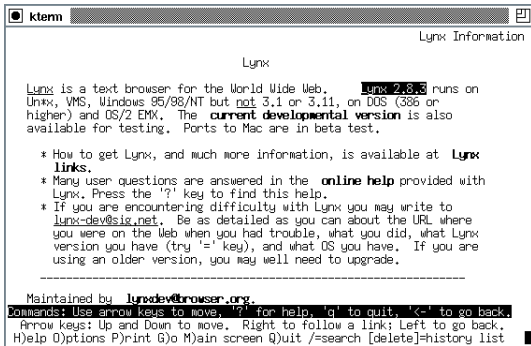 kterm
Lynx Information
Lynx
Lynx is a text browser for the World Wide Web. Lynx 2.8.3 runs on
Un*x, VMS, Windows 95/98/NT but not 3.1 or 3.11, on DOS (386 or
higher) and OS/2 EMX. The current developmental version is also
available for testing. Ports to Mac are in beta test.
* How to get Lynx, and much more information, is available at Lynx
links.
* Many user questions are answered in the online help provided with
Lynx. Press the '?' key to find this help.
* If you are encountering difficulty with Lynx you may write to
lynx-dev@sig.net. Be as detailed as you can about the URL where
you were on the Web when you had trouble, what you did, what Lynx
version you have (try '=' key), and what OS you have. If you are
using an older version, you may well need to upgrade.
Maintained by lynxdev@browser.org.
Commands: Use arrow keys to move, '?' for help, 'q' to quit, '<-' to go back.
Arrow keys: Up and Down to move. Right to follow a link; Left to go back.
H)elp O)ptions P)rint G)o M)ain screen Q)uit /=search [delete]=history list